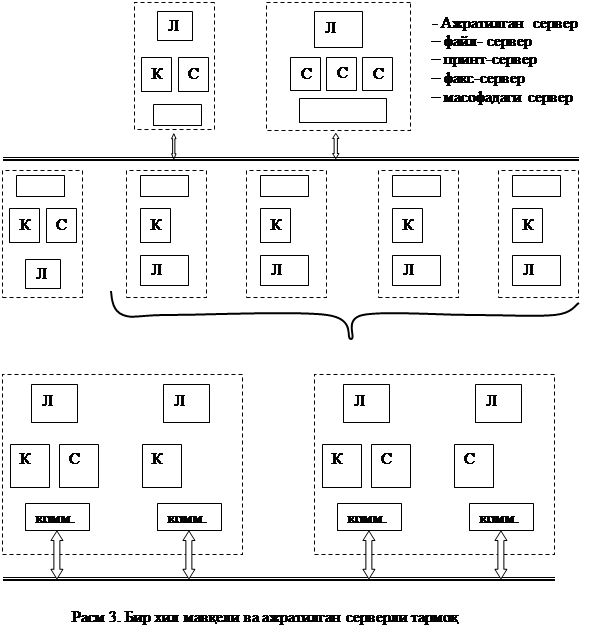 Л Л - Ажратилган сервер
– файл- сервер
– принт-сервер
К С С С С – факс-сервер
– масофадаги сервер
К С К К К К
Л Л Л Л Л
Л Л Л Л
К С К К С С
комм. комм. комм. комм.
Расм 3. Бир хил мавқели ва ажратилган серверли тармоқ